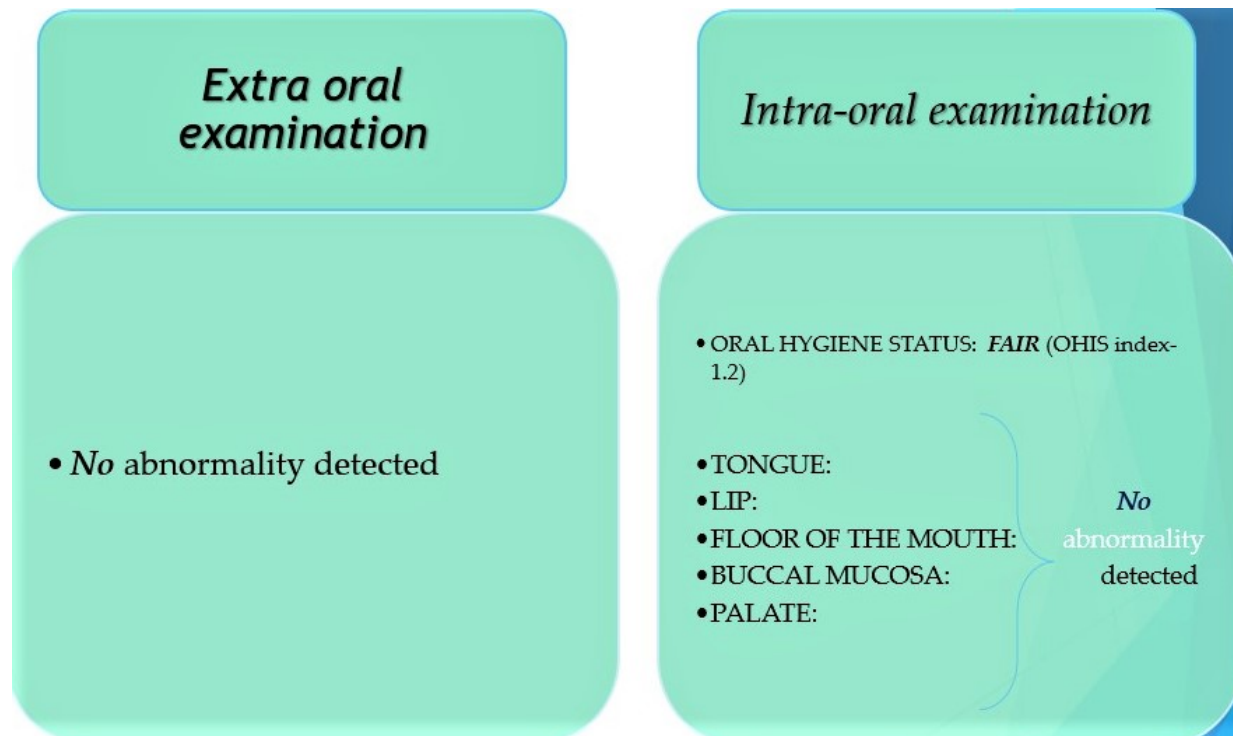 Extra oral
examination
• No abnormality detected
Intra-oral examination
• ORAL HYGIENE STATUS: FAIR (OHIS index-
1.2)
• TONGUE:
• LIP:
• FLOOR OF THE MOUTH:
• BUCCAL MUCOSA:
• PALATE:
No
abnormality
detected